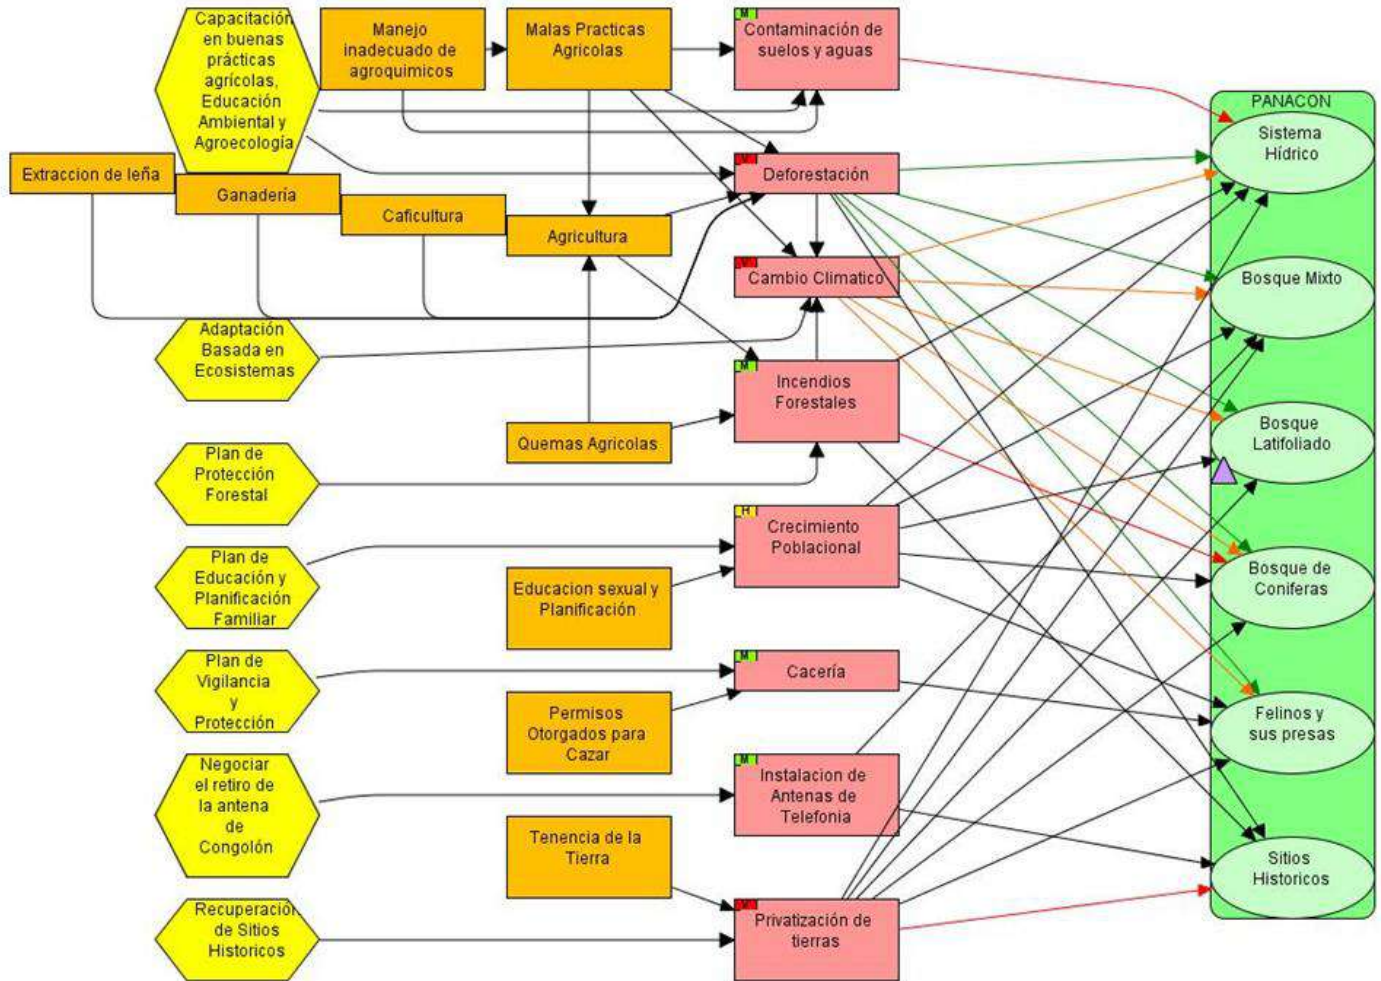 Capacitación
en buenas
prácticas
agrícolas,
Educación
Ambiental y
Agroecología
Manejo
inadecuado de
agroquimicos
Malas Practicas
Agricolas
M
Contaminación de
suelos y aguas
PANACON
Sistema
Hídrico
Extraccion de leña
Ganadería
Caficultura
Agricultura
Deforestación
Cambio Climatico
Bosque Mixto
Adaptación
Basada en
Ecosistemas
M
Incendios
Forestales
Quemas Agricolas
Bosque
Latifoliado
Plan de
Protección
Forestal
H
Crecimiento
Poblacional
Plan de
Educación y
Planificación
Familiar
Educacion sexual y
Planificación
Bosque de
Coniferas
Plan de
Vigilancia
y
Protección
M
Cacería
Permisos
Otorgados para
Cazar
Felinos y
sus presas
Negociar
el retiro de
la antena
de
Congolón
M
Instalacion de
Antenas de
Telefonia
Tenencia de la
Tierra
Sitios
Historicos
Recuperación
de Sitios
Historicos
Privatización de
tierras